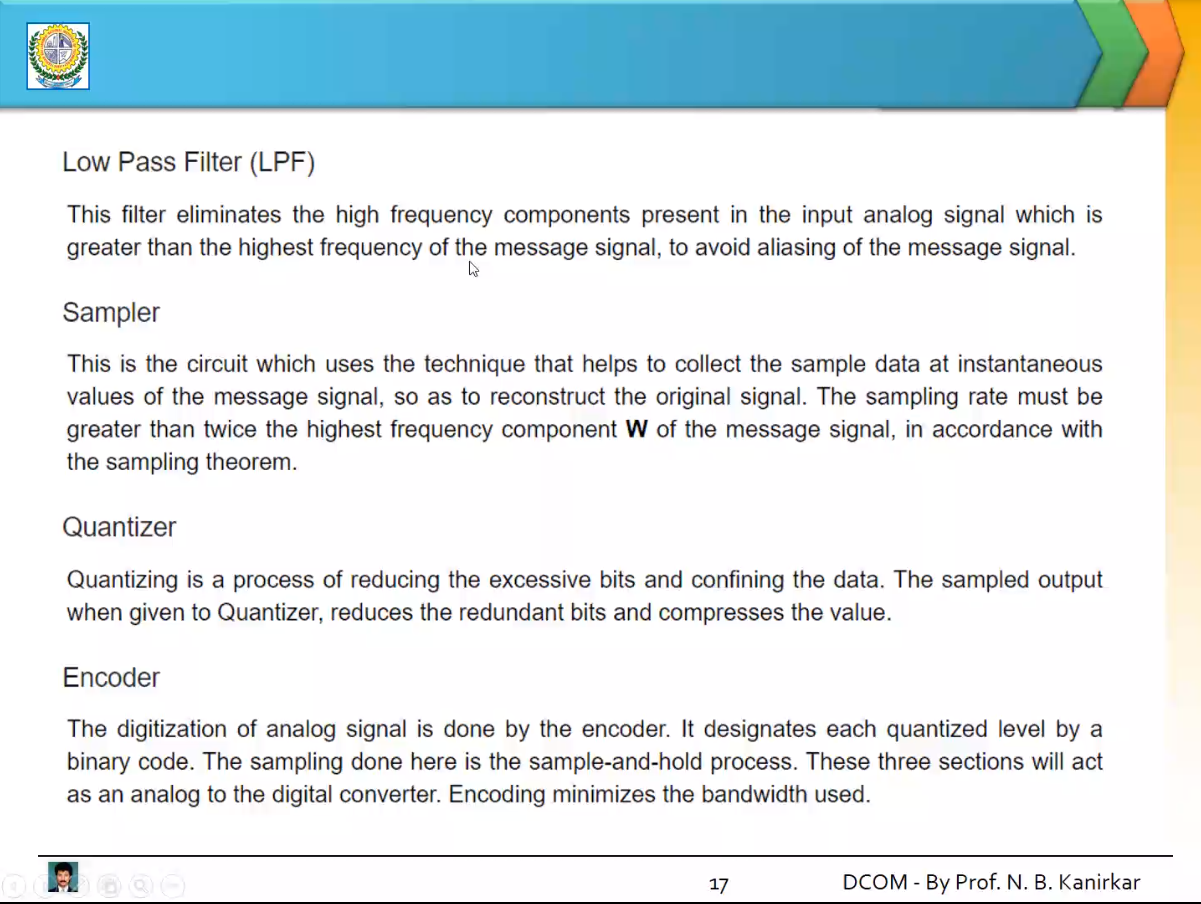 Low Pass Filter (LPF)
This filter eliminates the high frequency components present in the input analog signal which is
greater than the highest frequency of the message signal, to avoid aliasing of the message signal.
Sampler
This is the circuit which uses the technique that helps to collect the sample data at instantaneous
values of the message signal, so as to reconstruct the original signal. The sampling rate must be
greater than twice the highest frequency component W of the message signal, in accordance with
the sampling theorem.
Quantizer
Quantizing is a process of reducing the excessive bits and confining the data. The sampled output
when given to Quantizer, reduces the redundant bits and compresses the value.
Encoder
The digitization of analog signal is done by the encoder. It designates each quantized level by a
binary code. The sampling done here is the sample-and-hold process. These three sections will act
as an analog to the digital converter. Encoding minimizes the bandwidth used.
17
DCOM - By Prof. N. B. Kanirkar